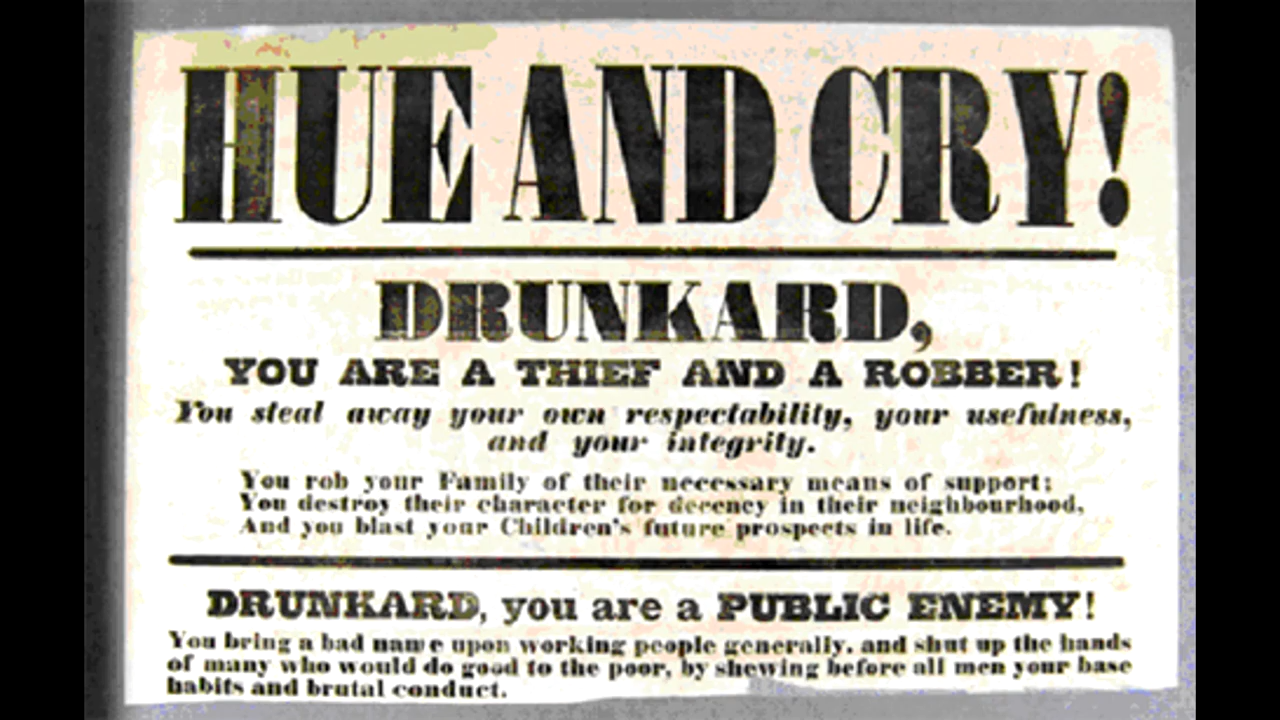 HUE AND CRY!
DRUNKARD,
YOU ARE A THIEF AND A ROBBER!
You steal away your own respectability, your usefulness,
and your integrity.
You rob your Family of their necessary means of support;
You destroy their character for decency in their neighbourhood,
And you blast your Children's future prospects in life.
DRUNKARD, you are a PUBLIC ENEMY!
You bring a bad name upon working people generally, and shut up the hands
of many who would do good to the poor, by shewing before all men your base
habits and brutal conduct.